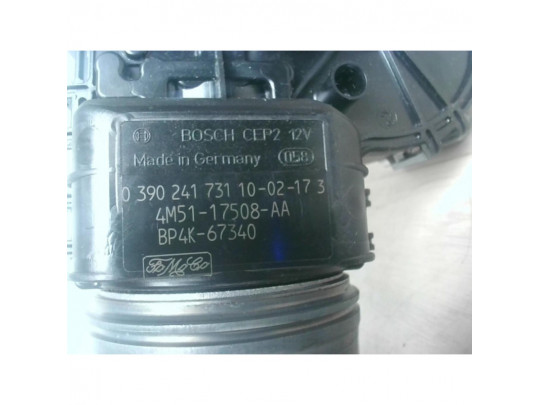 BOSCH CEP2 12V
Made in Germany 058
0 390 241 731 10-02-17 3
4M51-17508-AA
BP4K-67340
FoMoCo